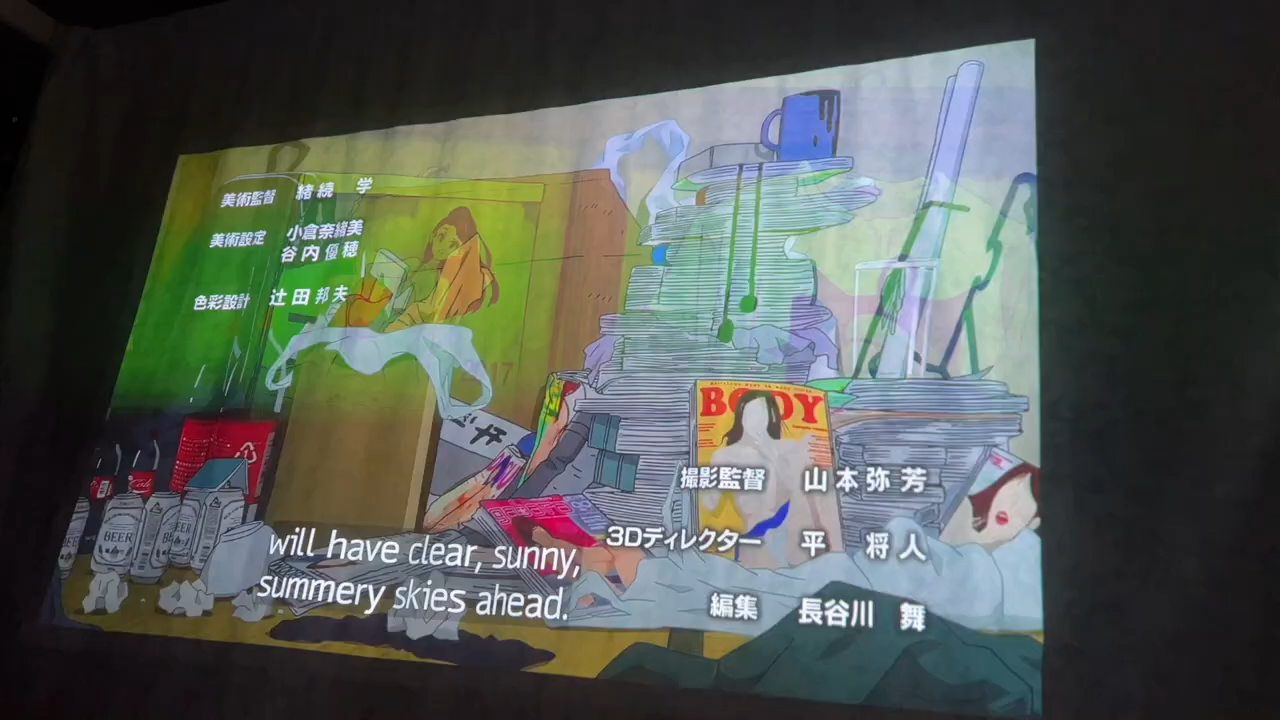 美術監督 緒続 学
美術設定 小倉奈緒美
谷内優穂
色彩設計 辻田邦夫
BODY
BEER
BEER
撮影監督 山本弥芳
3Dディレクター 平 将人
編集 長谷川 舞
will have clear, sunny,
summery skies ahead.